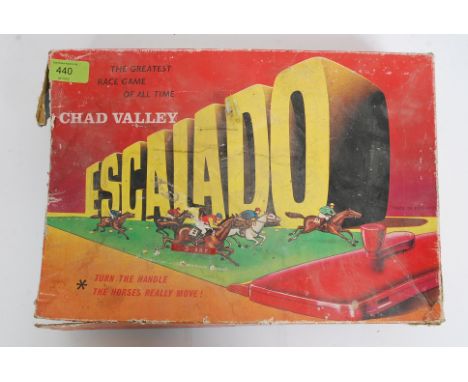 440
THE GREATEST
RACE GAME
OF ALL TIME
CHAD VALLEY
ESCALADO
* TURN THE HANDLE
THE HORSES REALLY MOVE!